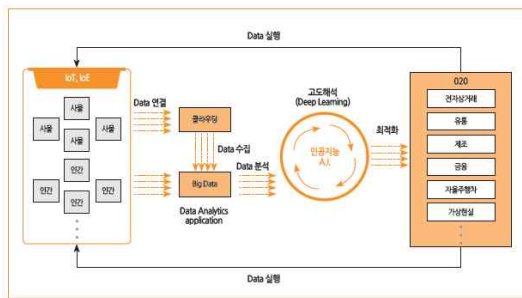 Data 실행
IoT, IoE
사물
사물
사물
사물
인간
인간
인간
인간
Data 연결
클라우딩
Data 수집
Big Data
Data Analytics
application
Data 분석
고도해석
(Deep Learning)
인공지능
A.I.
최적화
O2O
전자상거래
유통
제조
금융
자율주행차
가상현실
Data 실행